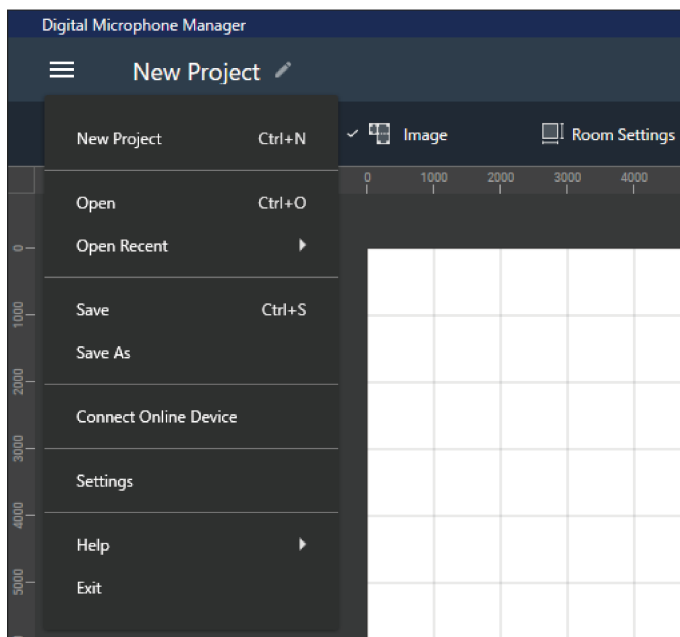 Digital Microphone Manager
New Project
New Project Ctrl+N
Image
Room Settings
0 1000 2000 3000 4000
Open Ctrl+O
Open Recent
0
Save Ctrl+S
1000
Save As
2000
Connect Online Device
3000
Settings
4000
Help
5000
Exit